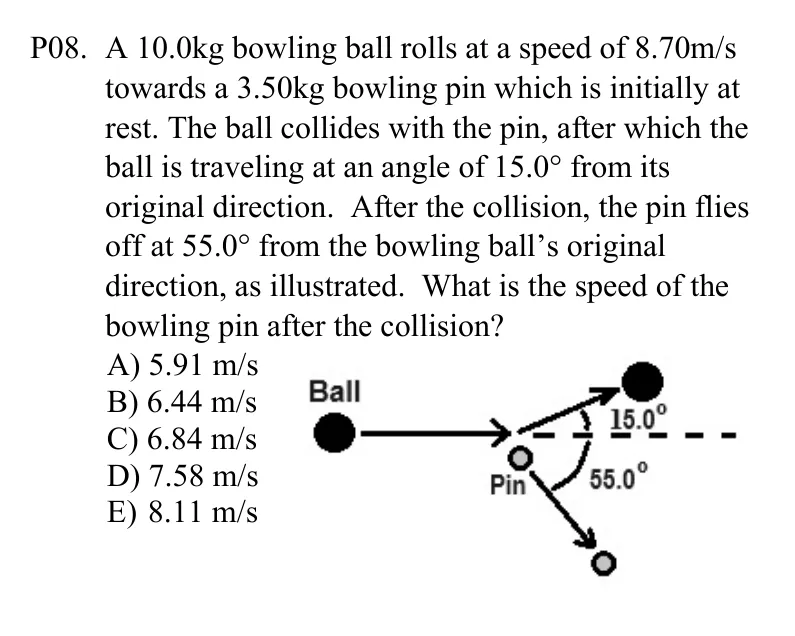 P08. A 10.0kg bowling ball rolls at a speed of 8.70m/s
towards a 3.50kg bowling pin which is initially at
rest. The ball collides with the pin, after which the
ball is traveling at an angle of 15.0° from its
original direction. After the collision, the pin flies
off at 55.0° from the bowling ball’s original
direction, as illustrated. What is the speed of the
bowling pin after the collision?
A) 5.91 m/s
B) 6.44 m/s
C) 6.84 m/s
D) 7.58 m/s
E) 8.11 m/s
Ball
15.0°
Pin
55.0°